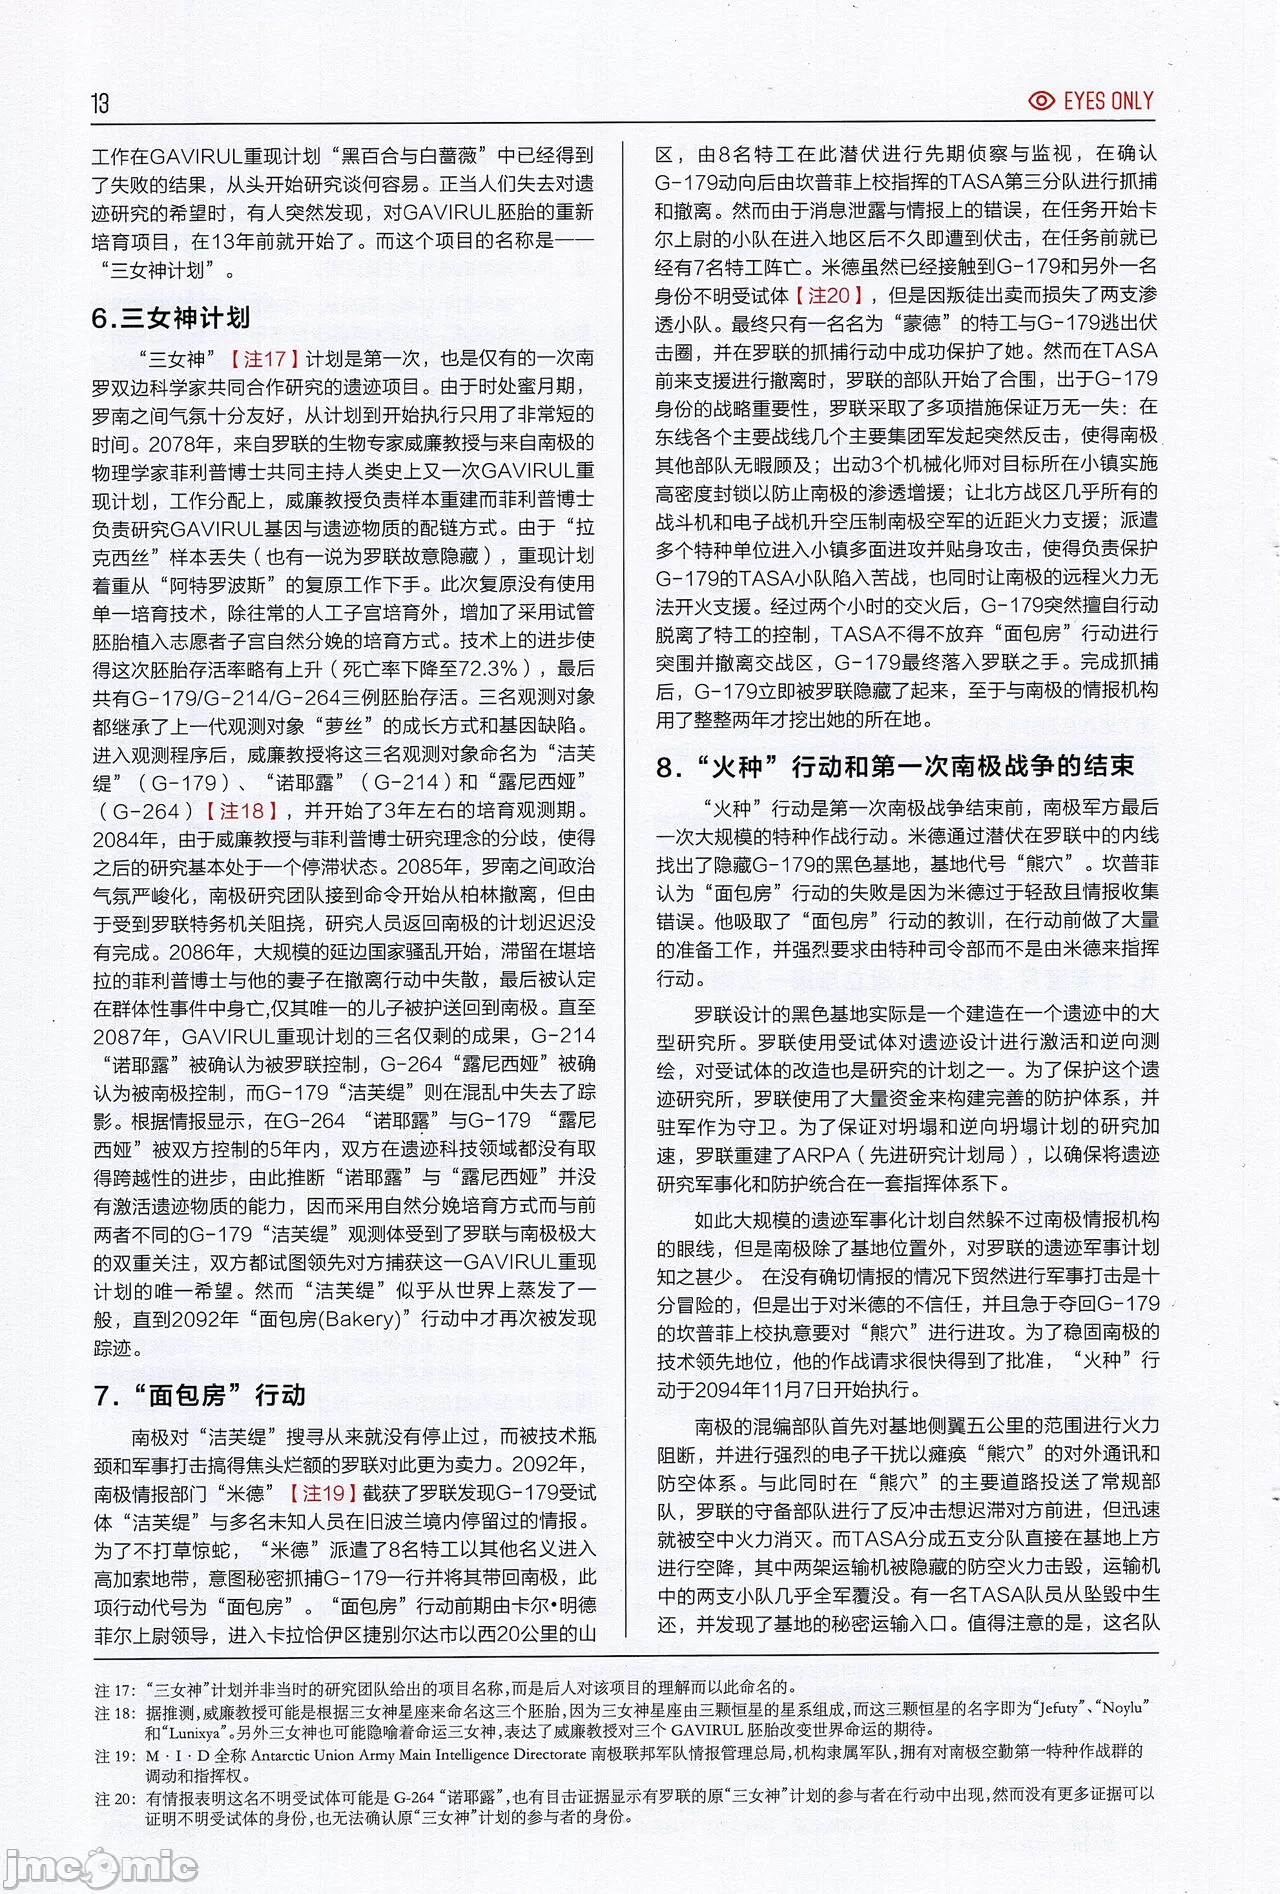 13
EYES ONLY
工作在GAVIRUL重现计划“黑百合与白蔷薇”中已经得到
了失败的结果，从头开始研究谈何容易。正当人们失去对遗
迹研究的希望时，有人突然发现，对GAVIRUL胚胎的重新
培育项目，在13年前就开始了。而这个项目的名称是——
“三女神计划”。
6.三女神计划
“三女神”【注17】计划是第一次，也是仅有的一次南
罗双边科学家共同合作研究的遗迹项目。由于时处蜜月期，
罗南之间气氛十分友好，从计划到开始执行只用了非常短的
时间。2078年，来自罗联的生物专家威廉教授与来自南极的
物理学家菲利普博士共同主持人类史上又一次GAVIRUL重
现计划，工作分配上，威廉教授负责样本重建而菲利普博士
负责研究GAVIRUL基因与遗迹物质的配链方式。由于“拉
克西丝”样本丢失（也有一说为罗联故意隐藏），重现计划
着重从“阿特罗波斯”的复原工作下手。此次复原没有使用
单一培育技术，除往常的人工子宫培育外，增加了采用试管
胚胎植入志愿者子宫自然分娩的培育方式。技术上的进步使
得这次胚胎存活率略有上升（死亡率下降至72.3%），最后
共有G-179/G-214/G-264三例胚胎存活。三名观测对象
都继承了上一代观测对象“萝丝”的成长方式和基因缺陷。
进入观测程序后，威廉教授将这三名观测对象命名为“洁芙
缇”（G-179）、“诺耶露”（G-214）和“露尼西娅”
（G-264）【注18】，并开始了3年左右的培育观测期。
2084年，由于威廉教授与菲利普博士研究理念的分歧，使得
之后的研究基本处于一个停滞状态。2085年，罗南之间政治
气氛严峻化，南极研究团队接到命令开始从柏林撤离，但由
于受到罗联特务机关阻挠，研究人员返回南极的计划迟迟没
有完成。2086年，大规模的延边国家骚乱开始，滞留在堪培
拉的菲利普博士与他的妻子在撤离行动中失散，最后被认定
在群体性事件中身亡,仅其唯一的儿子被护送回到南极。直至
2087年，GAVIRUL重现计划的三名仅剩的成果，G-214
“诺耶露”被确认为被罗联控制，G-264“露尼西娅”被确
认为被南极控制，而G-179“洁芙缇”则在混乱中失去了踪
影。根据情报显示，在G-264 “诺耶露”与G-179 “露尼
西娅”被双方控制的5年内，双方在遗迹科技领域都没有取
得跨越性的进步，由此推断“诺耶露”与“露尼西娅”并没
有激活遗迹物质的能力，因而采用自然分娩培育方式而与前
两者不同的G-179“洁芙缇”观测体受到了罗联与南极极大
的双重关注，双方都试图领先对方捕获这一GAVIRUL重现
计划的唯一希望。然而“洁芙缇”似乎从世界上蒸发了一
般，直到2092年“面包房(Bakery)”行动中才再次被发现
踪迹。
7.“面包房”行动
南极对“洁芙缇”搜寻从来就没有停止过，而被技术瓶
颈和军事打击搞得焦头烂额的罗联对此更为卖力。2092年，
南极情报部门“米德”【注19】截获了罗联发现G-179受试
体“洁芙缇”与多名未知人员在旧波兰境内停留过的情报。
为了不打草惊蛇，“米德”派遣了8名特工以其他名义进入
高加索地带，意图秘密抓捕G-179一行并将其带回南极，此
项行动代号为“面包房”。“面包房”行动前期由卡尔•明德
菲尔上尉领导，进入卡拉恰伊区捷别尔达市以西20公里的山
区，由8名特工在此潜伏进行先期侦察与监视，在确认
G-179动向后由坎普菲上校指挥的TASA第三分队进行抓捕
和撤离。然而由于消息泄露与情报上的错误，在任务开始卡
尔上尉的小队在进入地区后不久即遭到伏击，在任务前就已
经有7名特工阵亡。米德虽然已经接触到G-179和另外一名
身份不明受试体【注20】，但是因叛徒出卖而损失了两支渗
透小队。最终只有一名名为“蒙德”的特工与G-179逃出伏
击圈，并在罗联的抓捕行动中成功保护了她。然而在TASA
前来支援进行撤离时，罗联的部队开始了合围，出于G-179
身份的战略重要性，罗联采取了多项措施保证万无一失：在
东线各个主要战线几个主要集团军发起突然反击，使得南极
其他部队无暇顾及；出动3个机械化师对目标所在小镇实施
高密度封锁以防止南极的渗透增援；让北方战区几乎所有的
战斗机和电子战机升空压制南极空军的近距火力支援；派遣
多个特种单位进入小镇多面进攻并贴身攻击，使得负责保护
G-179的TASA小队陷入苦战，也同时让南极的远程火力无
法开火支援。经过两个小时的交火后，G-179突然擅自行动
脱离了特工的控制，TASA不得不放弃“面包房”行动进行
突围并撤离交战区，G-179最终落入罗联之手。完成抓捕
后，G-179立即被罗联隐藏了起来，至于与南极的情报机构
用了整整两年才挖出她的所在地。
8.“火种”行动和第一次南极战争的结束
“火种”行动是第一次南极战争结束前，南极军方最后
一次大规模的特种作战行动。米德通过潜伏在罗联中的内线
找出了隐藏G-179的黑色基地，基地代号“熊穴”。坎普菲
认为“面包房”行动的失败是因为米德过于轻敌且情报收集
错误。他吸取了“面包房”行动的教训，在行动前做了大量
的准备工作，并强烈要求由特种司令部而不是由米德来指挥
行动。
罗联设计的黑色基地实际是一个建造在一个遗迹中的大
型研究所。罗联使用受试体对遗迹设计进行激活和逆向测
绘，对受试体的改造也是研究的计划之一。为了保护这个遗
迹研究所，罗联使用了大量资金来构建完善的防护体系，并
驻军作为守卫。为了保证对坍塌和逆向坍塌计划的研究加
速，罗联重建了ARPA（先进研究计划局），以确保将遗迹
研究军事化和防护统合在一套指挥体系下。
如此大规模的遗迹军事化计划自然躲不过南极情报机构
的眼线，但是南极除了基地位置外，对罗联的遗迹军事计划
知之甚少。 在没有确切情报的情况下贸然进行军事打击是十
分冒险的，但是出于对米德的不信任，并且急于夺回G-179
的坎普菲上校执意要对“熊穴”进行进攻。为了稳固南极的
技术领先地位，他的作战请求很快得到了批准，“火种”行
动于2094年11月7日开始执行。
南极的混编部队首先对基地侧翼五公里的范围进行火力
阻断，并进行强烈的电子干扰以瘫痪“熊穴”的对外通讯和
防空体系。与此同时在“熊穴”的主要道路投送了常规部
队，罗联的守备部队进行了反冲击想迟滞对方前进，但迅速
就被空中火力消灭。而TASA分成五支分队直接在基地上方
进行空降，其中两架运输机被隐藏的防空火力击毁，运输机
中的两支小队几乎全军覆没。有一名TASA队员从坠毁中生
还，并发现了基地的秘密运输入口。值得注意的是，这名队
注 17：“三女神”计划并非当时的研究团队给出的项目名称,而是后人对该项目的理解而以此命名的。
注 18：据推测,威廉教授可能是根据三女神星座来命名这三个胚胎,因为三女神星座由三颗恒星的星系组成,而这三颗恒星的名字即为“Jefuty”、“Noylu”
和“Lunixya”。另外三女神也可能隐喻着命运三女神,表达了威廉教授对三个 GAVIRUL 胚胎改变世界命运的期待。
注 19：M · I · D 全称 Antarctic Union Army Main Intelligence Directorate 南极联邦军队情报管理总局,机构隶属军队,拥有对南极空勤第一特种作战群的
调动和指挥权。
注 20：有情报表明这名不明受试体可能是 G-264 “诺耶露”,也有目击证据显示有罗联的原“三女神”计划的参与者在行动中出现,然而没有更多证据可以
证明不明受试体的身份,也无法确认原“三女神”计划的参与者的身份。
jmcomic